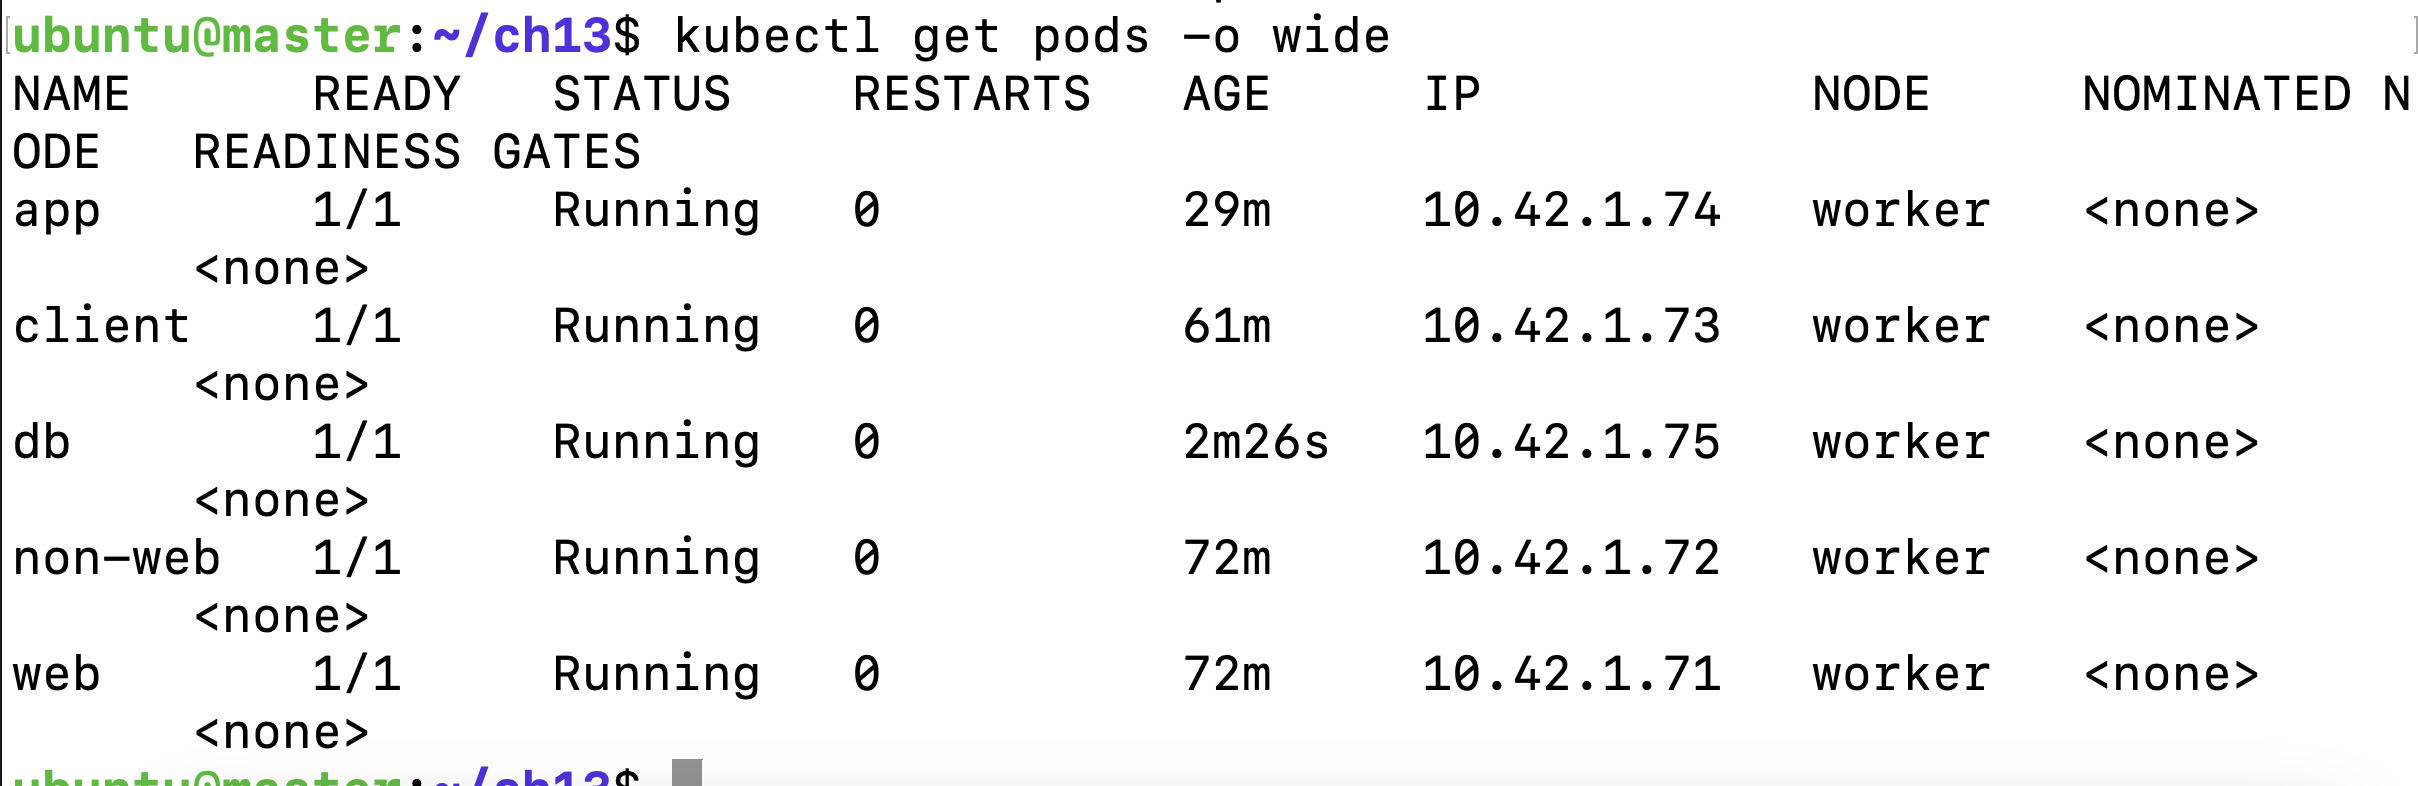 ubuntu@master:~/ch13$ kubectl get pods -o wide
NAME      READY   STATUS    RESTARTS   AGE     IP           NODE     NOMINATED N
ODE   READINESS GATES
app       1/1     Running   0          29m     10.42.1.74   worker   <none>
      <none>
client    1/1     Running   0          61m     10.42.1.73   worker   <none>
      <none>
db        1/1     Running   0          2m26s   10.42.1.75   worker   <none>
      <none>
non-web   1/1     Running   0          72m     10.42.1.72   worker   <none>
      <none>
web       1/1     Running   0          72m     10.42.1.71   worker   <none>
      <none>
ubuntu@master:~/ch13$